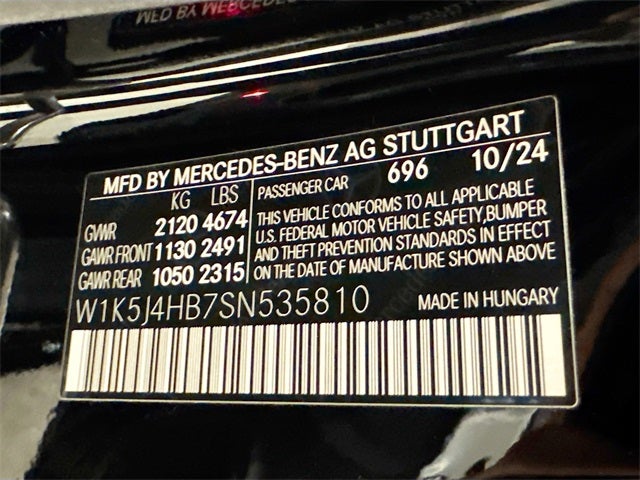 MFD BY MERCEDES-BENZ AG STUTTGART
KG LBS
GVWR 2120 4674
GAWR FRONT 1130 2491
GAWR REAR 1050 2315
PASSENGER CAR 696 10/24
THIS VEHICLE CONFORMS TO ALL APPLICABLE
U.S. FEDERAL MOTOR VEHICLE SAFETY,BUMPER
AND THEFT PREVENTION STANDARDS IN EFFECT
ON THE DATE OF MANUFACTURE SHOWN ABOVE
W1K5J4HB7SN535810 MADE IN HUNGARY